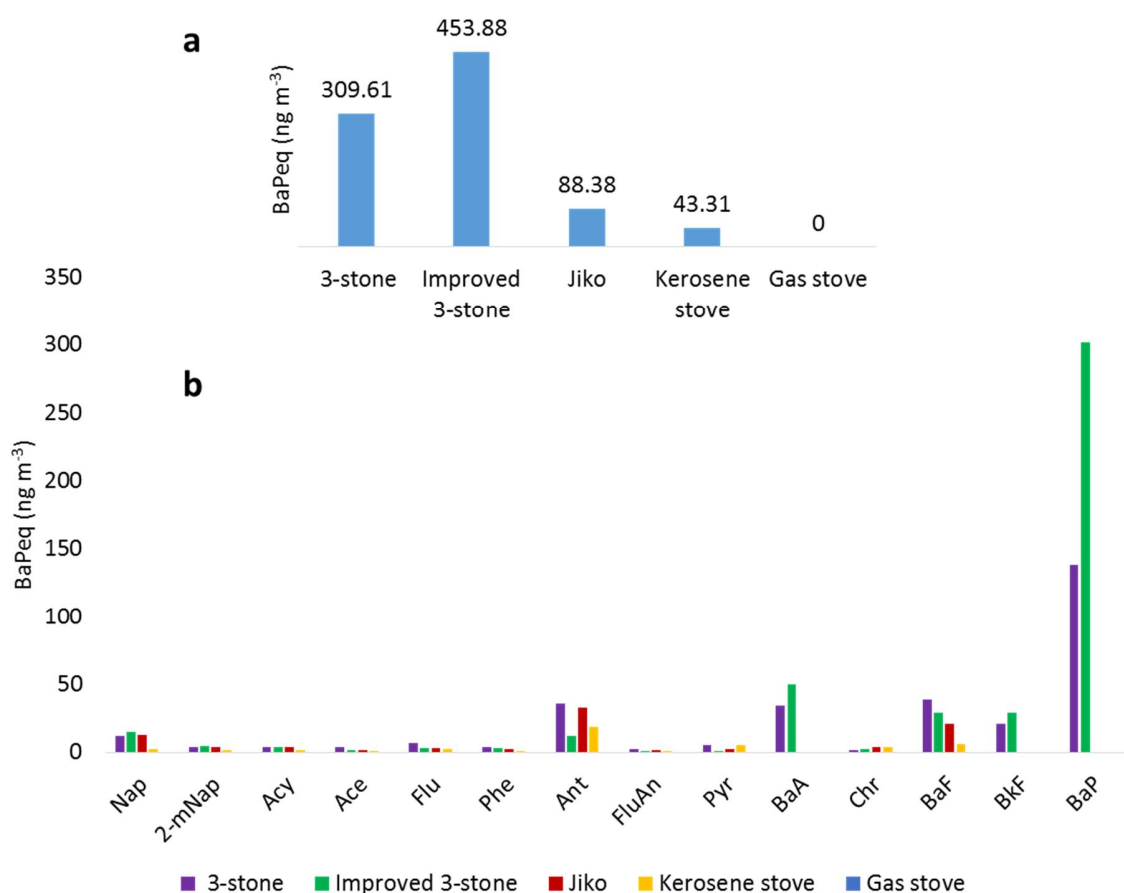 a
BaPeq (ng m-3)
309.61
453.88
88.38
43.31
0
3-stone
Improved
3-stone
Jiko
Kerosene
stove
Gas stove
b
BaPeq (ng m-3)
350
300
250
200
150
100
50
0
Nap
2-mNap
Acy
Ace
Flu
Phe
Ant
FluAn
Pyr
BaA
Chr
BaF
BkF
BaP
3-stone
Improved 3-stone
Jiko
Kerosene stove
Gas stove